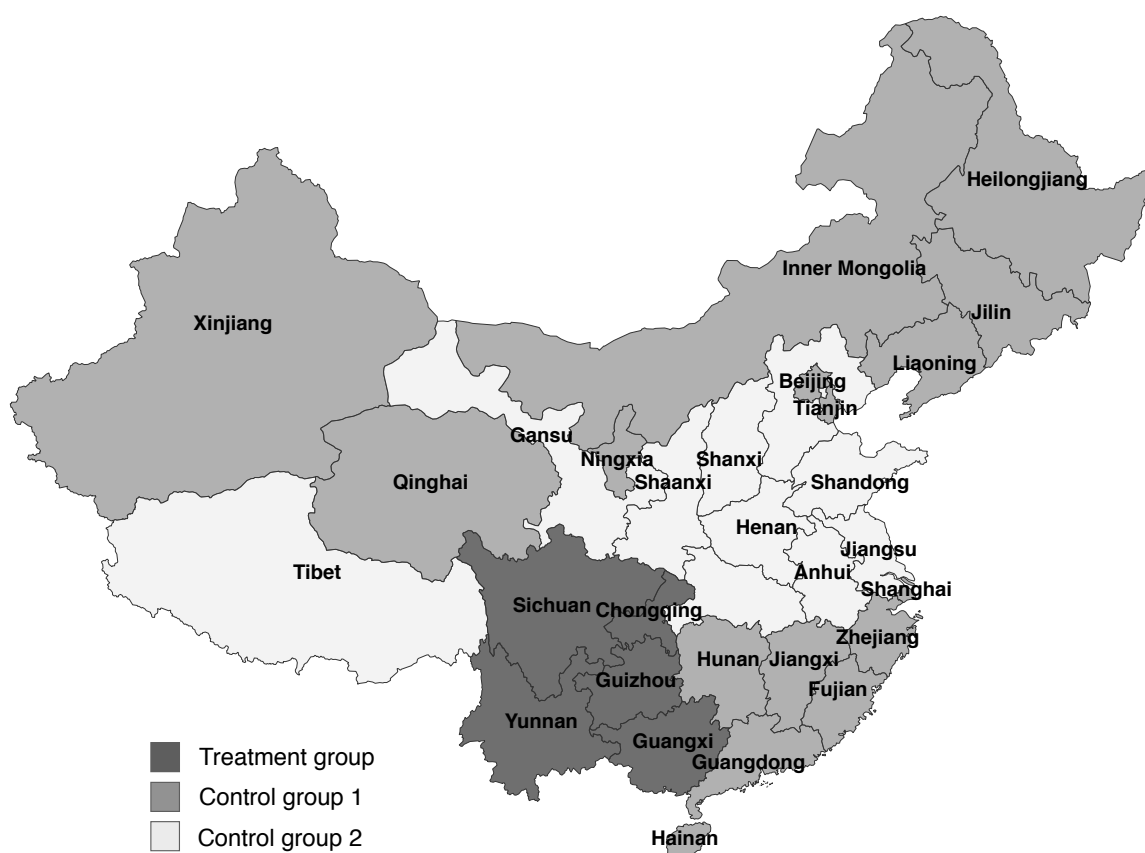 Heilongjiang
Inner Mongolia
Jilin
Xinjiang
Liaoning
Beijing
Tianjin
Gansu
Ningxia
Shanxi
Qinghai
Shaanxi
Shandong
Henan
Jiangsu
Tibet
Anhui
Shanghai
Sichuan
Chongqing
Zhejiang
Hunan
Jiangxi
Guizhou
Fujian
Yunnan
Guangxi
Guangdong
Treatment group
Control group 1
Control group 2
Hainan